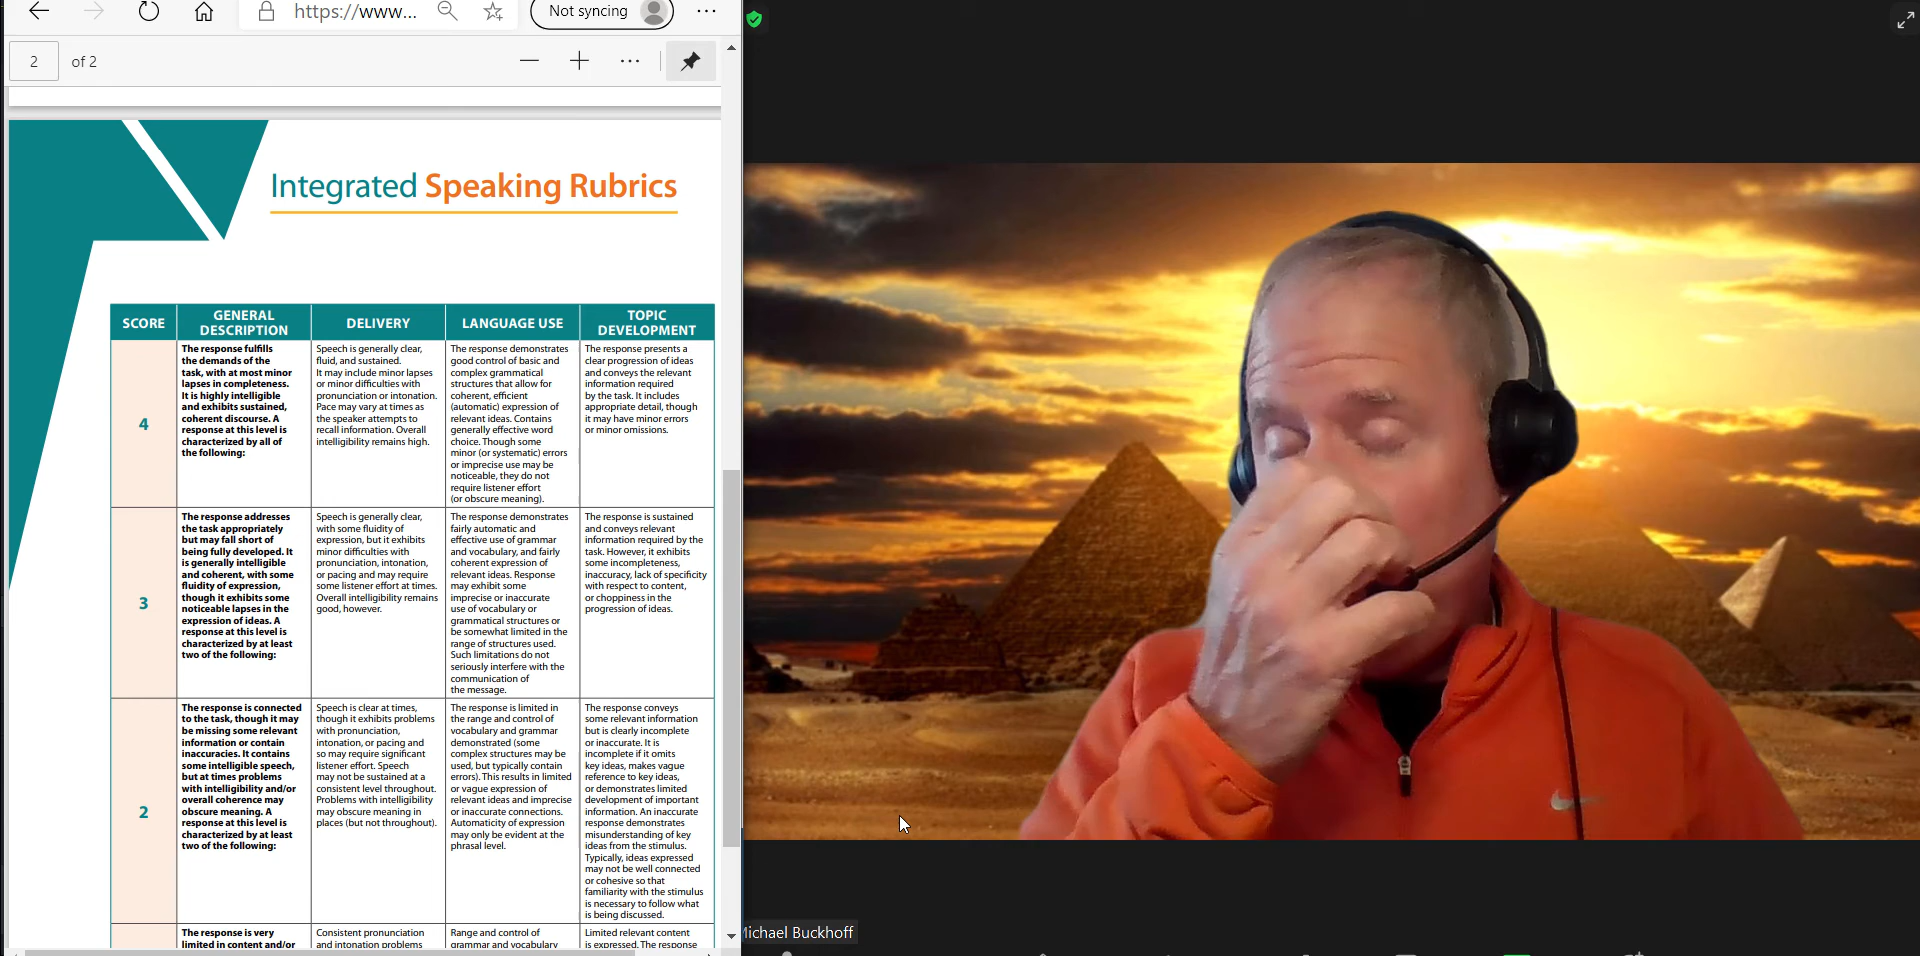 https://www...
Not syncing
2 of 2
Integrated Speaking Rubrics
SCORE
GENERAL
DESCRIPTION
DELIVERY
LANGUAGE USE
TOPIC
DEVELOPMENT
4
The response fulfills
the demands of the
task, with at most minor
lapses in completeness.
It is highly intelligible
and exhibits sustained,
coherent discourse. A
response at this level is
characterized by all of
the following:
Speech is generally clear,
fluid, and sustained.
It may include minor lapses
or minor difficulties with
pronunciation or intonation.
Pace may vary at times as
the speaker attempts to
recall information. Overall
intelligibility remains high.
The response demonstrates
good control of basic and
complex grammatical
structures that allow for
coherent, efficient
(automatic) expression of
relevant ideas. Contains
generally effective word
choice. Though some
minor (or systematic) errors
or imprecise use may be
noticeable, they do not
require listener effort
(or obscure meaning).
The response presents a
clear progression of ideas
and conveys the relevant
information required
by the task. It includes
appropriate detail, though
it may have minor errors
or minor omissions.
3
The response addresses
the task appropriately
but may fall short of
being fully developed. It
is generally intelligible
and coherent, with some
fluidity of expression,
though it exhibits some
noticeable lapses in the
expression of ideas. A
response at this level is
characterized by at least
two of the following:
Speech is generally clear,
with some fluidity of
expression, but it exhibits
minor difficulties with
pronunciation, intonation,
or pacing and may require
some listener effort at times.
Overall intelligibility remains
good, however.
The response demonstrates
fairly automatic and
effective use of grammar
and vocabulary, and fairly
coherent expression of
relevant ideas. Response
may exhibit some
imprecise or inaccurate
use of vocabulary or
grammatical structures or
be somewhat limited in the
range of structures used.
Such limitations do not
seriously interfere with the
communication of
the message.
The response is sustained
and conveys relevant
information required by the
task. However, it exhibits
some incompleteness,
inaccuracy, lack of specificity
with respect to content,
or choppiness in the
progression of ideas.
2
The response is connected
to the task, though it may
be missing some relevant
information or contain
inaccuracies. It contains
some intelligible speech,
but at times problems
with intelligibility and/or
overall coherence may
obscure meaning. A
response at this level is
characterized by at least
two of the following:
Speech is clear at times,
though it exhibits problems
with pronunciation,
intonation, or pacing and
so may require significant
listener effort. Speech
may not be sustained at a
consistent level throughout.
Problems with intelligibility
may obscure meaning in
places (but not throughout).
The response is limited in
the range and control of
vocabulary and grammar
demonstrated (some
complex structures may be
used, but typically contain
errors). This results in limited
or vague expression of
relevant ideas and imprecise
or inaccurate connections.
Automaticity of expression
may only be evident at the
phrasal level.
The response conveys
some relevant information
but is clearly incomplete
or inaccurate. It is
incomplete if it omits
key ideas, makes vague
reference to key ideas,
or demonstrates limited
development of important
information. An inaccurate
response demonstrates
misunderstanding of key
ideas from the stimulus.
Typically, ideas expressed
may not be well connected
or cohesive so that
familiarity with the stimulus
is necessary to follow what
is being discussed.
The response is very
limited in content and/or
Consistent pronunciation
and intonation problems
Range and control of
grammar and vocabulary
Limited relevant content
is expressed. The response
Michael Buckhoff